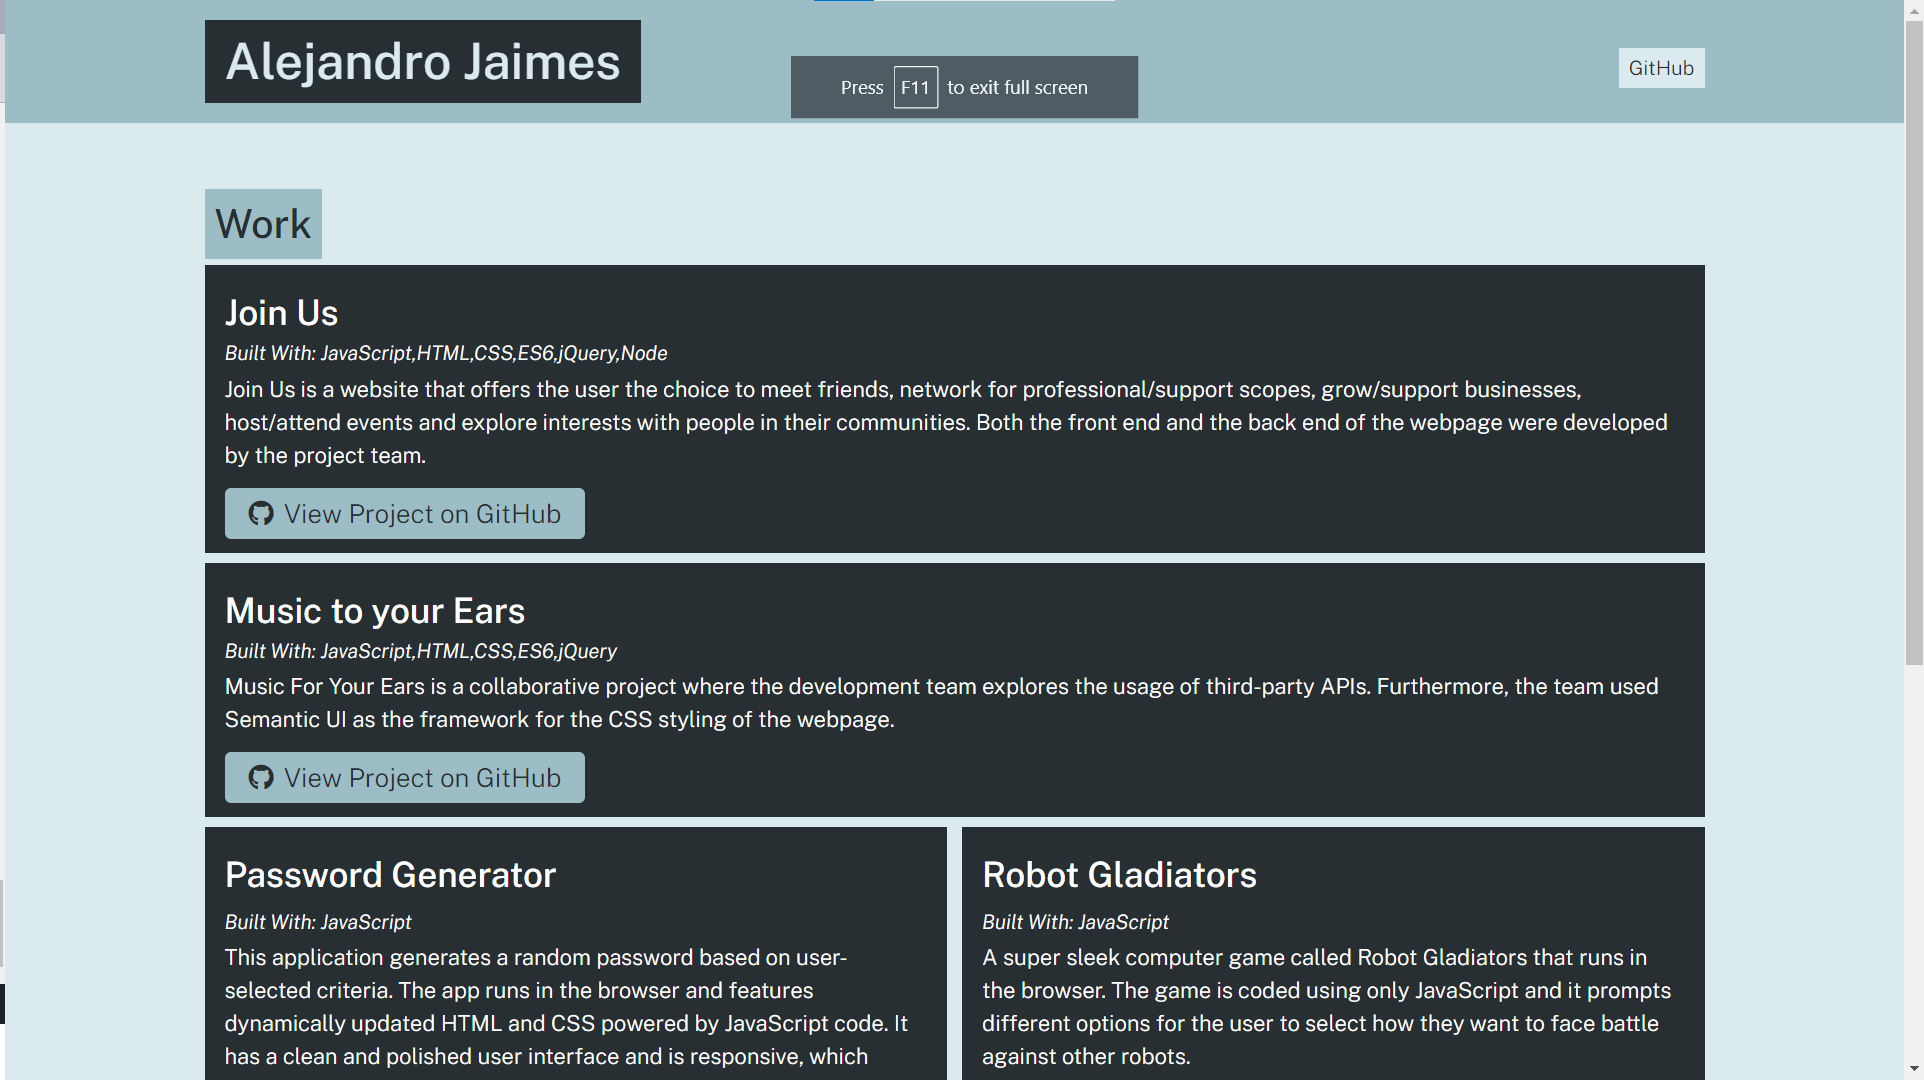 Alejandro Jaimes
Press F11 to exit full screen
GitHub
Work
Join Us
Built With: JavaScript,HTML,CSS,ES6,jQuery,Node
Join Us is a website that offers the user the choice to meet friends, network for professional/support scopes, grow/support businesses,
host/attend events and explore interests with people in their communities. Both the front end and the back end of the webpage were developed
by the project team.
View Project on GitHub
Music to your Ears
Built With: JavaScript,HTML,CSS,ES6,jQuery
Music For Your Ears is a collaborative project where the development team explores the usage of third-party APIs. Furthermore, the team used
Semantic UI as the framework for the CSS styling of the webpage.
View Project on GitHub
Password Generator
Built With: JavaScript
This application generates a random password based on user-
selected criteria. The app runs in the browser and features
dynamically updated HTML and CSS powered by JavaScript code. It
has a clean and polished user interface and is responsive, which
Robot Gladiators
Built With: JavaScript
A super sleek computer game called Robot Gladiators that runs in
the browser. The game is coded using only JavaScript and it prompts
different options for the user to select how they want to face battle
against other robots.